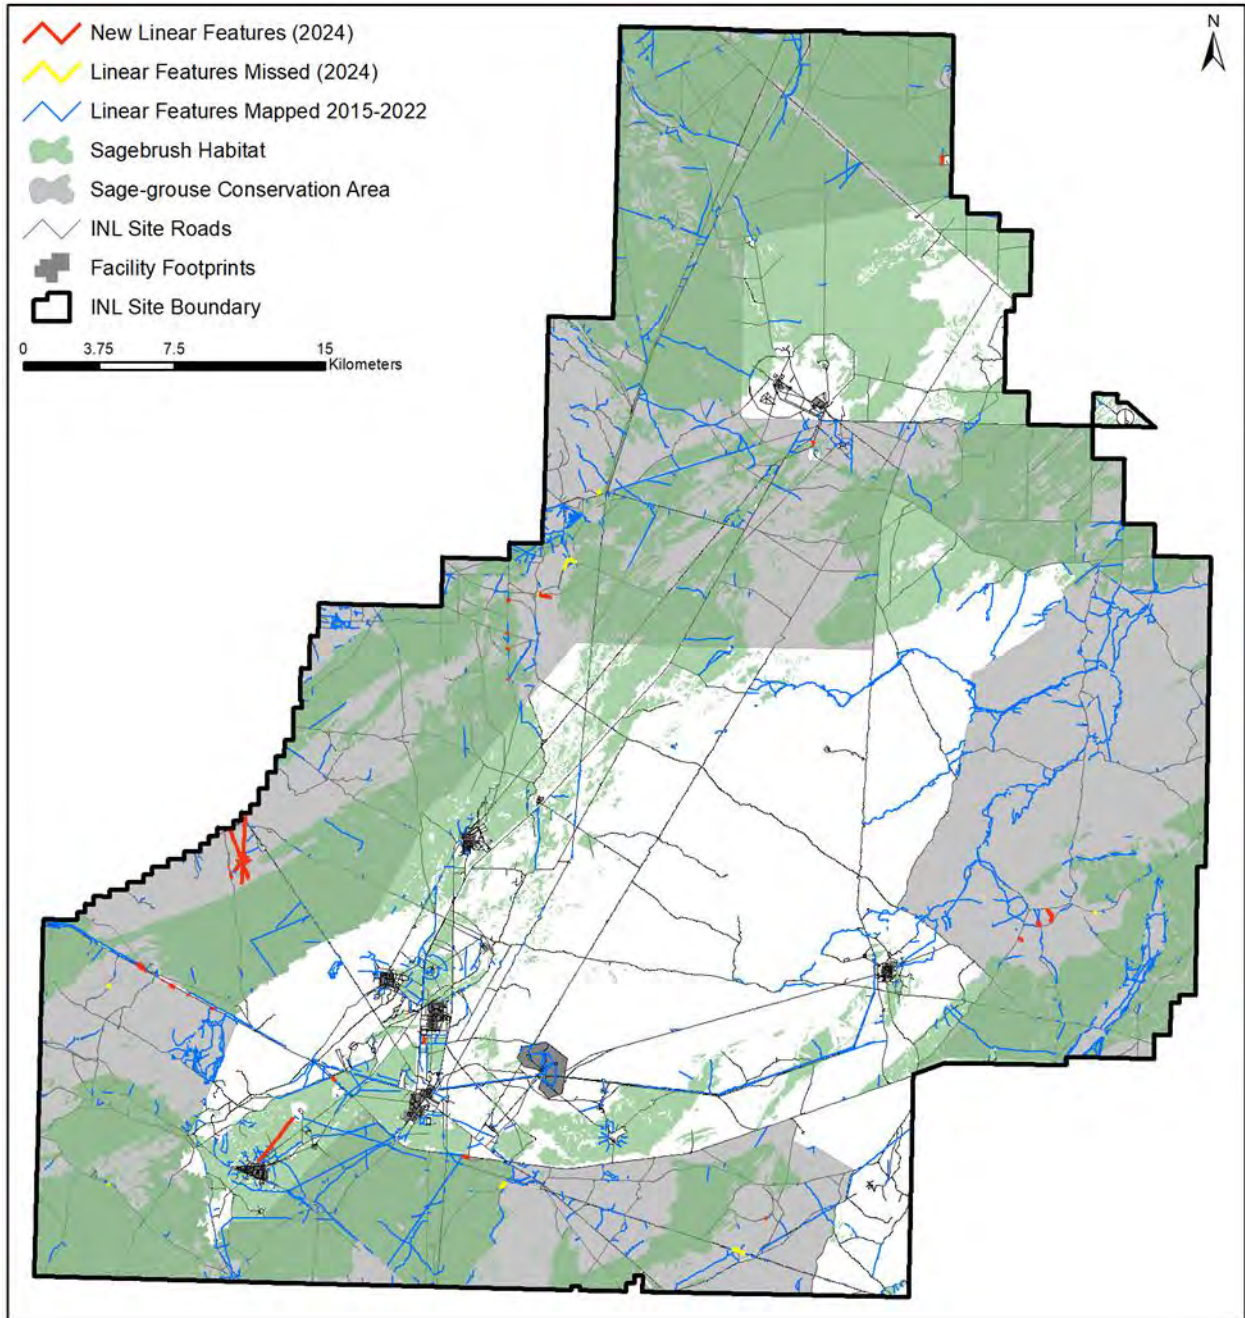 New Linear Features (2024)
Linear Features Missed (2024)
Linear Features Mapped 2015-2022
Sagebrush Habitat
Sage-grouse Conservation Area
INL Site Roads
Facility Footprints
INL Site Boundary
0 3.75 7.5 15
Kilometers
N